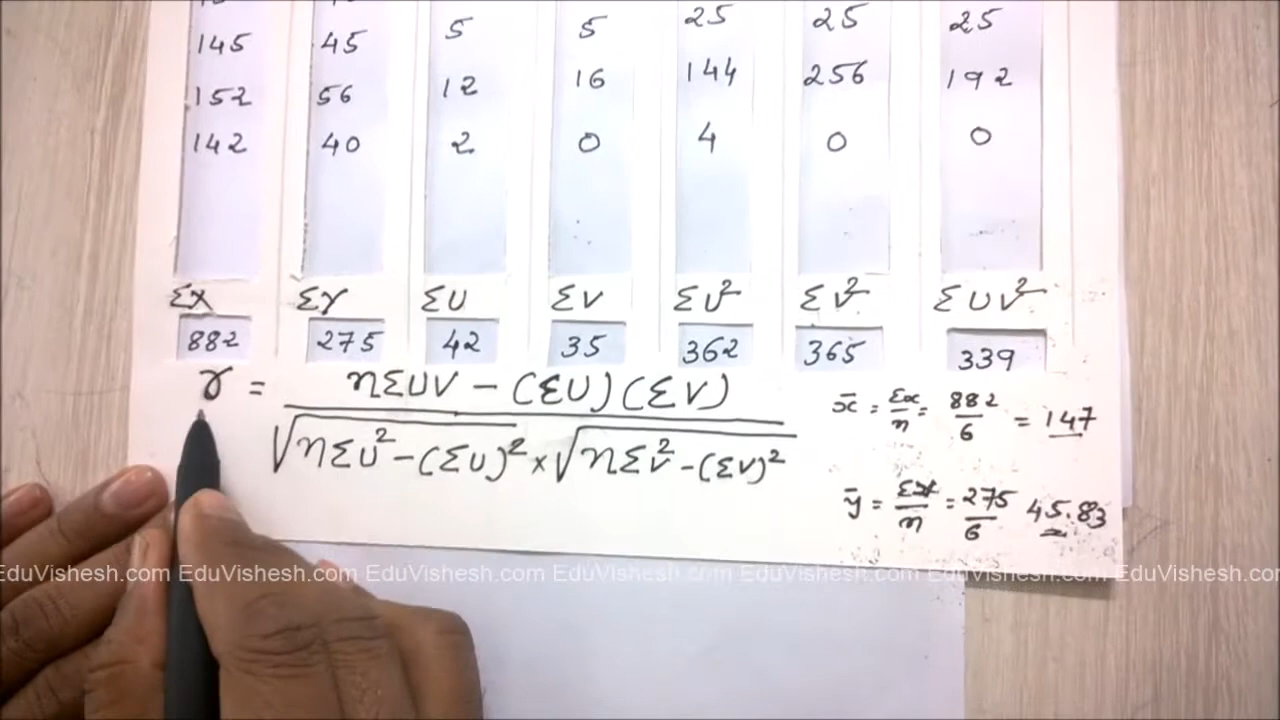 145 45 5 5 25 25 25
152 56 12 16 144 256 192
142 40 2 0 4 0 0
Σx Σy ΣU ΣV ΣU² ΣV² ΣUV²
882 275 42 35 362 365 339
r = nΣUV - (ΣU)(ΣV)
√nΣU² - (ΣU)² × √nΣV² - (ΣV)²
x̄ = Σx/n = 882/6 = 147
ȳ = Σy/n = 275/6 45.83
EduVishesh.com EduVishesh.com EduVishesh.com EduVishesh.com EduVishesh.com EduVishesh.com EduVishesh.com